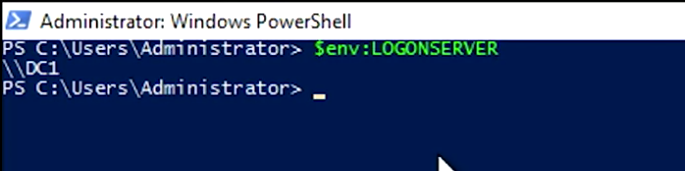 Administrator: Windows PowerShell
PS C:\Users\Administrator> $env:LOGONSERVER
\\DC1
PS C:\Users\Administrator>